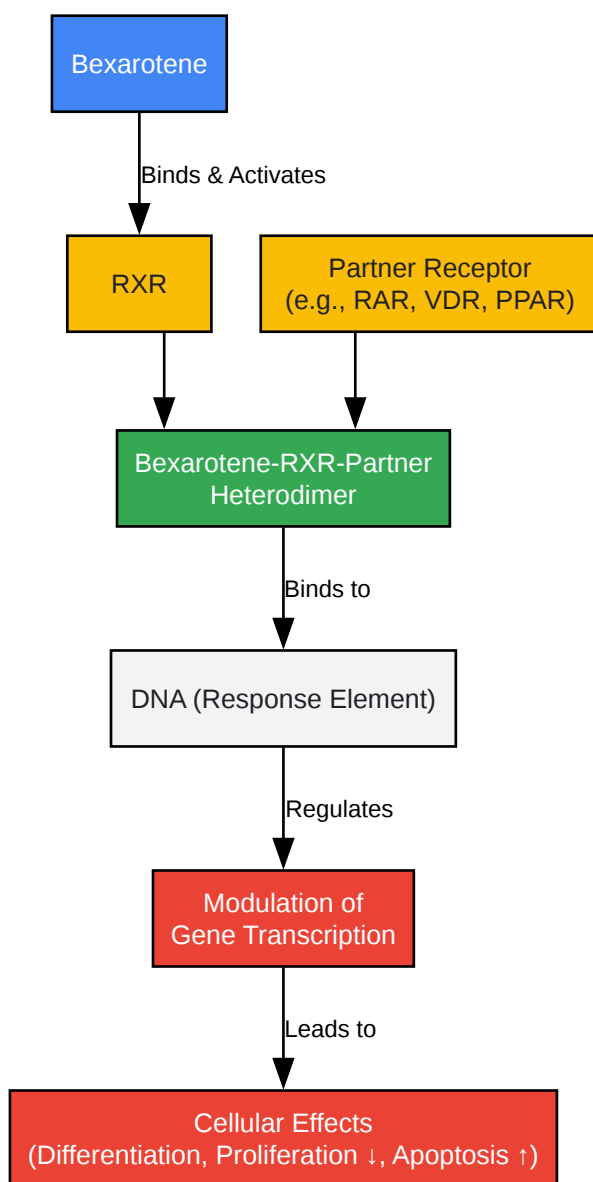 Bexarotene
Binds & Activates
RXR
Partner Receptor
(e.g., RAR, VDR, PPAR)
Bexarotene-RXR-Partner
Heterodimer
Binds to
DNA (Response Element)
Regulates
Modulation of
Gene Transcription
Leads to
Cellular Effects
(Differentiation, Proliferation ↓, Apoptosis ↑)